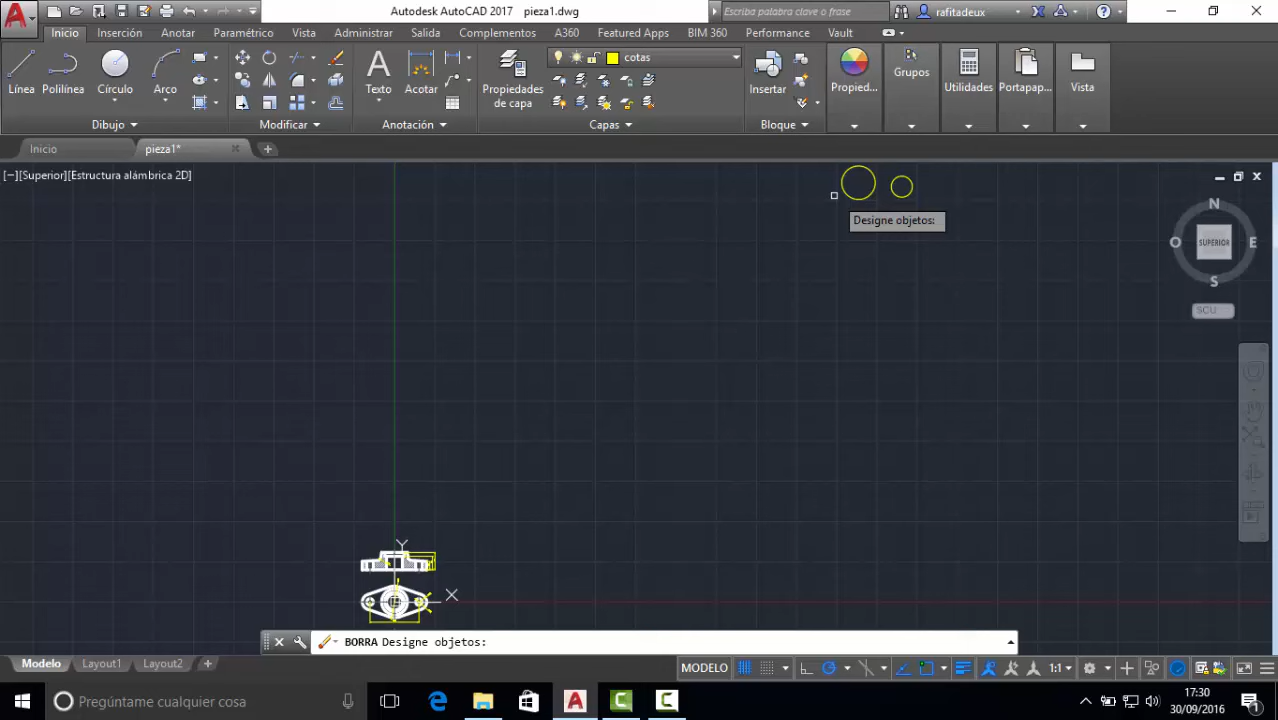 Autodesk AutoCAD 2017 pieza1.dwg
Escriba palabra clave o frase
rafitadeux
Inicio Inserción Anotar Paramétrico Vista Administrar Salida Complementos A360 Featured Apps BIM 360 Performance Vault
Línea Polilínea Círculo Arco
Texto Acotar
Propiedades de capa
cotas
Insertar
Propied...
Grupos
Utilidades
Portapap...
Vista
Dibujo Modificar Anotación Capas Bloque
Inicio pieza1*
[−][Superior][Estructura alámbrica 2D]
N
O SUPERIOR E
S
SCU
Designe objetos:
Y
X
BORRA Designe objetos:
Modelo Layout1 Layout2 +
MODELO 1:1
Pregúntame cualquier cosa
17:30
30/09/2016
1